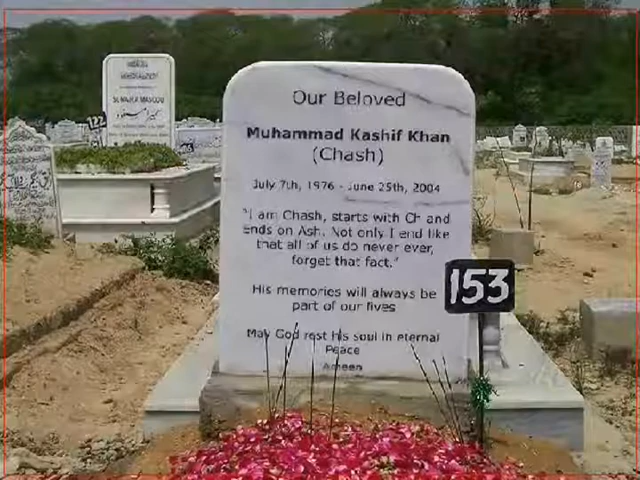 Our Beloved
Muhammad Kashif Khan
(Chash)
July 7th, 1976 - June 25th, 2004
"I am Chash, starts with Ch and
Ends on Ash. Not only I end like
that all of us do never ever,
forget that fact."
His memories will always be
part of our lives
May God rest his soul in eternal
Peace
Ameen
153
122